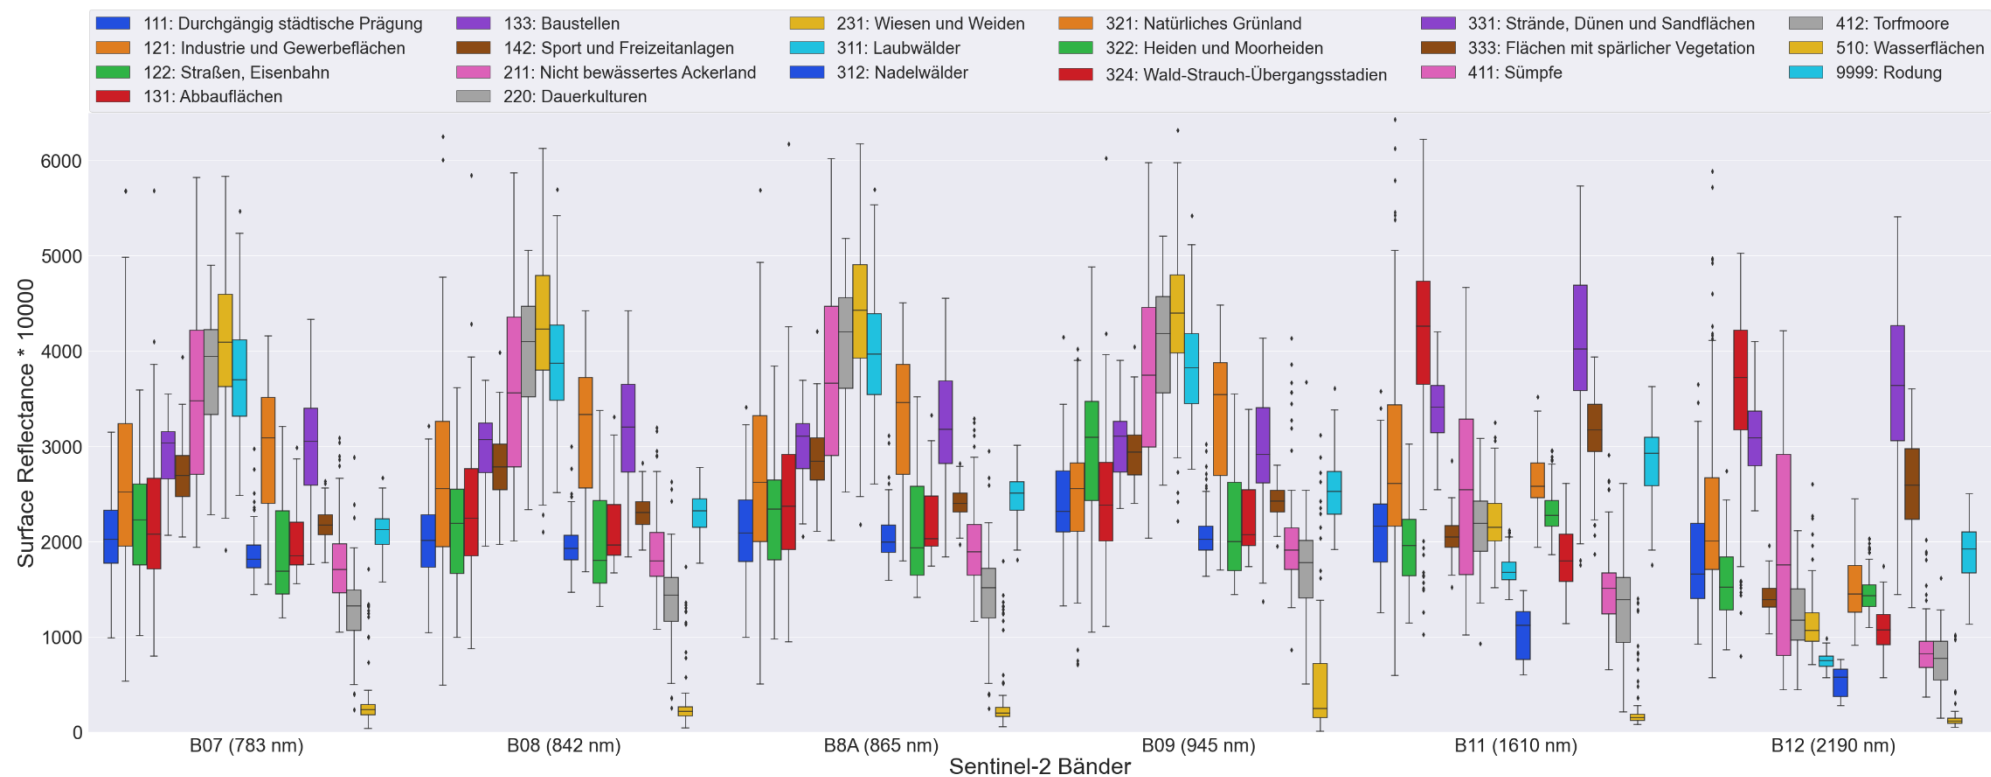 111: Durchgängig städtische Prägung
121: Industrie und Gewerbeflächen
122: Straßen, Eisenbahn
131: Abbauflächen
133: Baustellen
142: Sport und Freizeitanlagen
211: Nicht bewässertes Ackerland
220: Dauerkulturen
231: Wiesen und Weiden
311: Laubwälder
312: Nadelwälder
321: Natürliches Grünland
322: Heiden und Moorheiden
324: Wald-Strauch-Übergangsstadien
331: Strände, Dünen und Sandflächen
333: Flächen mit spärlicher Vegetation
411: Sümpfe
412: Torfmoore
510: Wasserflächen
9999: Rodung
Surface Reflectance * 10000
6000
5000
4000
3000
2000
1000
0
B07 (783 nm)
B08 (842 nm)
B8A (865 nm)
B09 (945 nm)
B11 (1610 nm)
B12 (2190 nm)
Sentinel-2 Bänder